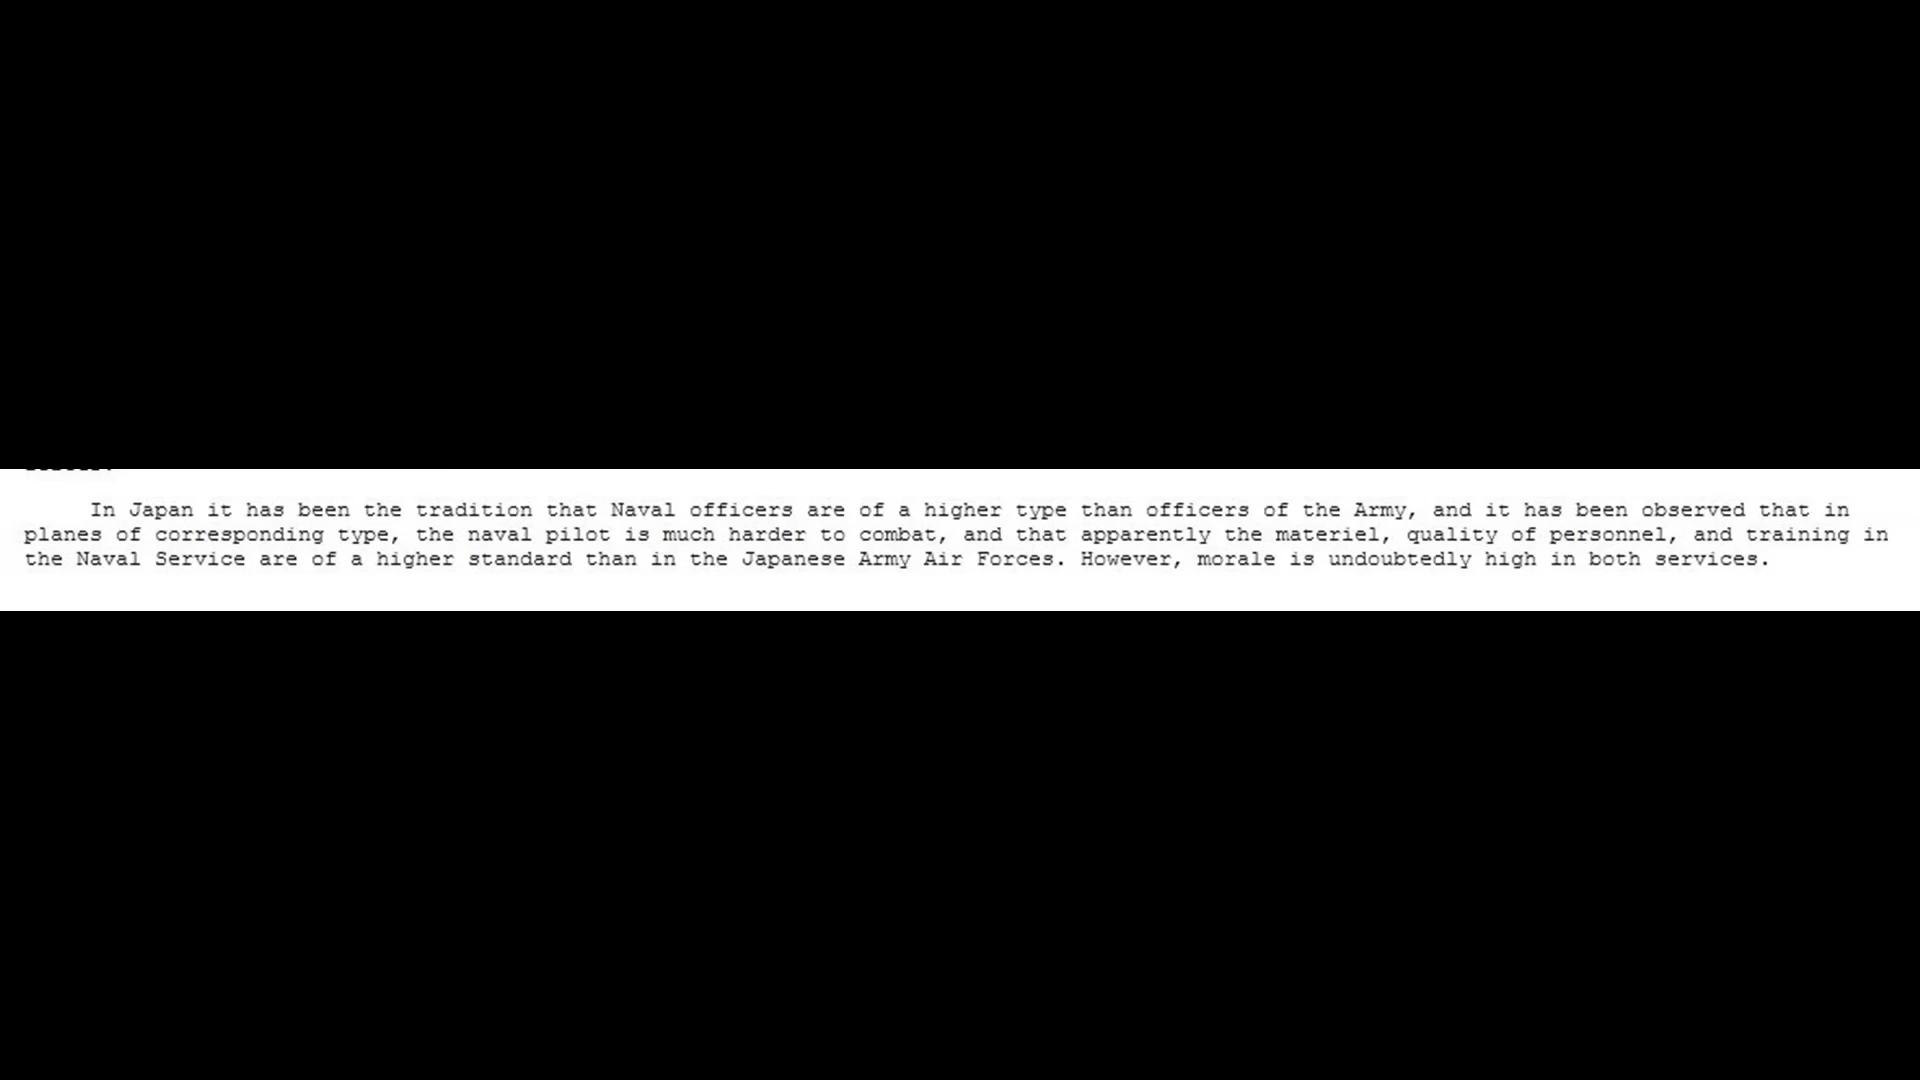 In Japan it has been the tradition that Naval officers are of a higher type than officers of the Army, and it has been observed that in
planes of corresponding type, the naval pilot is much harder to combat, and that apparently the materiel, quality of personnel, and training in
the Naval Service are of a higher standard than in the Japanese Army Air Forces. However, morale is undoubtedly high in both services.